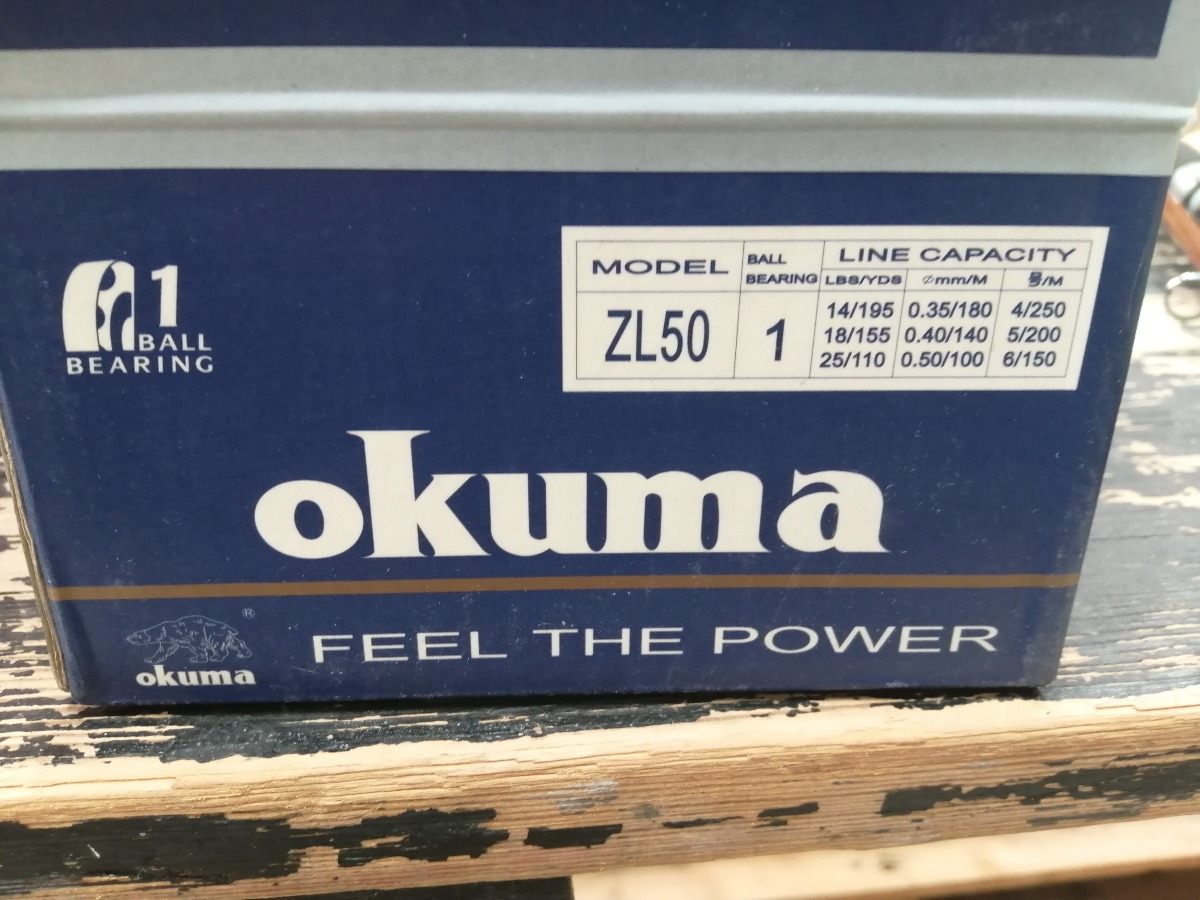 1
BALL
BEARING
MODEL BALL BEARING LINE CAPACITY
LBS/YDS ømm/M 号/M
ZL50 1 14/195 0.35/180 4/250
18/155 0.40/140 5/200
25/110 0.50/100 6/150
okuma
®
okuma
FEEL THE POWER